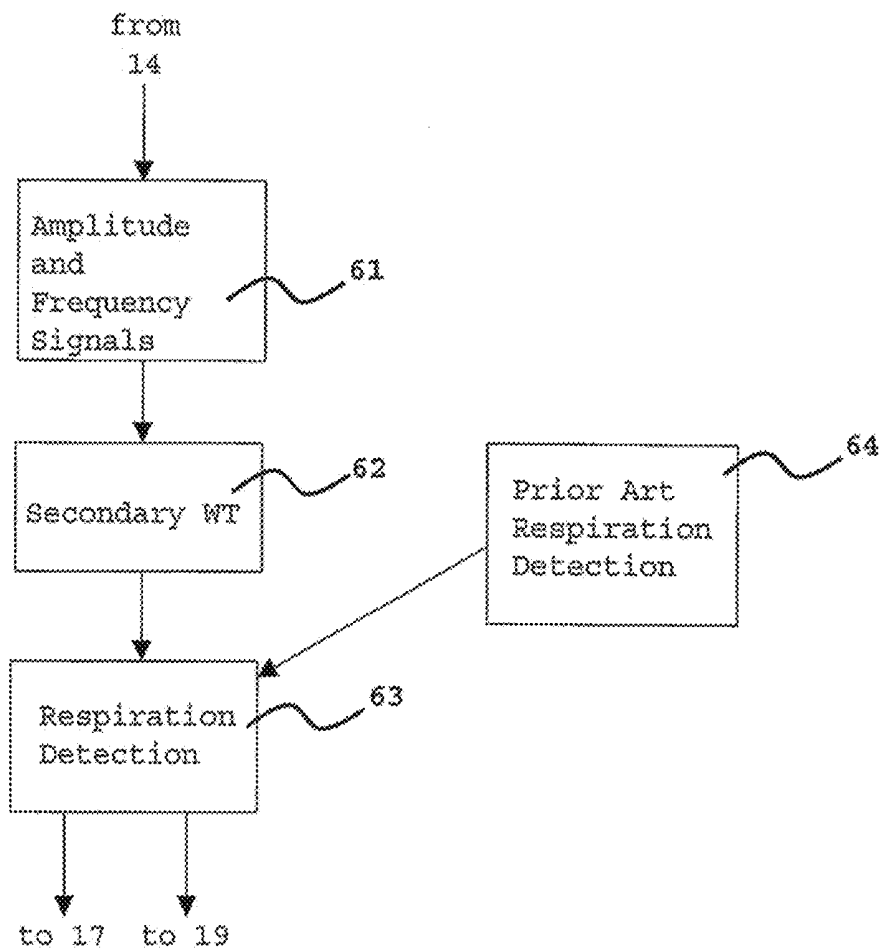 from
14
Amplitude
and
Frequency
Signals
61
Secondary WT
62
Prior Art
Respiration
Detection
64
Respiration
Detection
63
to 17 to 19